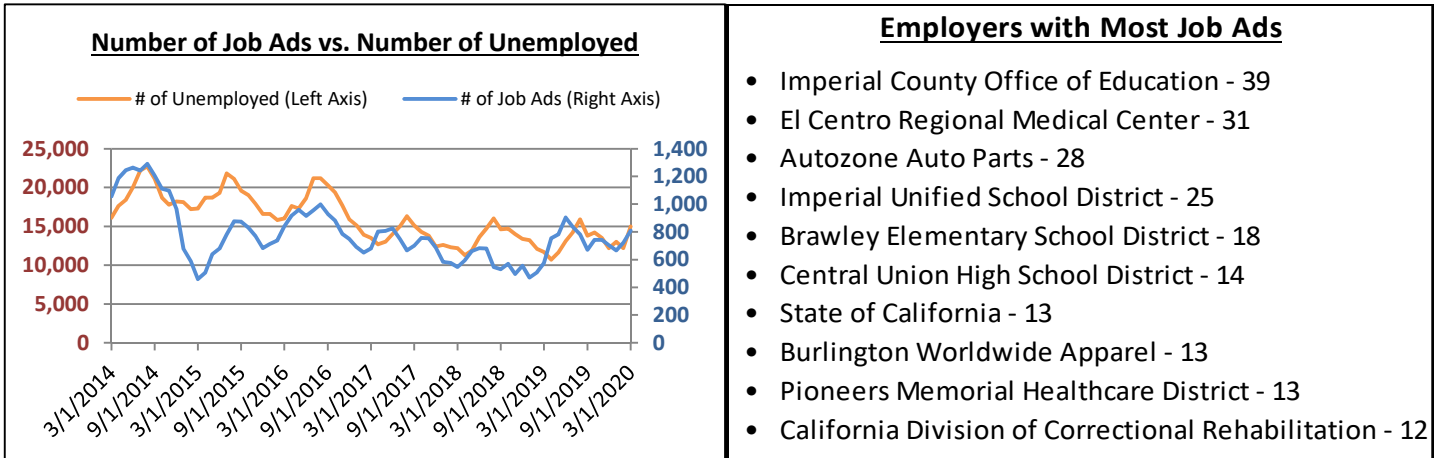 Number of Job Ads vs. Number of Unemployed
# of Unemployed (Left Axis) # of Job Ads (Right Axis)
25,000
20,000
15,000
10,000
5,000
0
1,400
1,200
1,000
800
600
400
200
0
3/1/2014
9/1/2014
3/1/2015
9/1/2015
3/1/2016
9/1/2016
3/1/2017
9/1/2017
3/1/2018
9/1/2018
3/1/2019
9/1/2019
3/1/2020
Employers with Most Job Ads
• Imperial County Office of Education - 39
• El Centro Regional Medical Center - 31
• Autozone Auto Parts - 28
• Imperial Unified School District - 25
• Brawley Elementary School District - 18
• Central Union High School District - 14
• State of California - 13
• Burlington Worldwide Apparel - 13
• Pioneers Memorial Healthcare District - 13
• California Division of Correctional Rehabilitation - 12